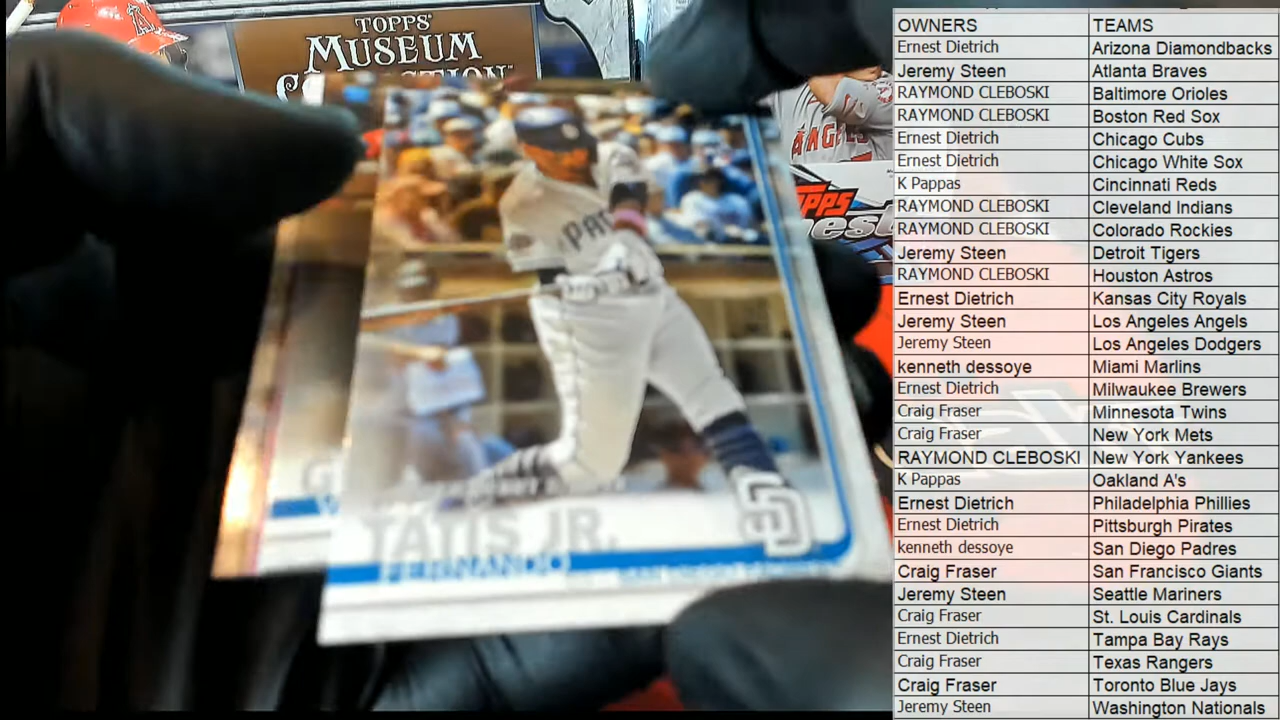 TOPPS
MUSEUM
TOPPS
TATIS JR.
FERNANDO
OWNERS TEAMS
Ernest Dietrich Arizona Diamondbacks
Jeremy Steen Atlanta Braves
RAYMOND CLEBOSKI Baltimore Orioles
RAYMOND CLEBOSKI Boston Red Sox
Ernest Dietrich Chicago Cubs
Ernest Dietrich Chicago White Sox
K Pappas Cincinnati Reds
RAYMOND CLEBOSKI Cleveland Indians
RAYMOND CLEBOSKI Colorado Rockies
Jeremy Steen Detroit Tigers
RAYMOND CLEBOSKI Houston Astros
Ernest Dietrich Kansas City Royals
Jeremy Steen Los Angeles Angels
Jeremy Steen Los Angeles Dodgers
kenneth dessoye Miami Marlins
Ernest Dietrich Milwaukee Brewers
Craig Fraser Minnesota Twins
Craig Fraser New York Mets
RAYMOND CLEBOSKI New York Yankees
K Pappas Oakland A's
Ernest Dietrich Philadelphia Phillies
Ernest Dietrich Pittsburgh Pirates
kenneth dessoye San Diego Padres
Craig Fraser San Francisco Giants
Jeremy Steen Seattle Mariners
Craig Fraser St. Louis Cardinals
Ernest Dietrich Tampa Bay Rays
Craig Fraser Texas Rangers
Craig Fraser Toronto Blue Jays
Jeremy Steen Washington Nationals